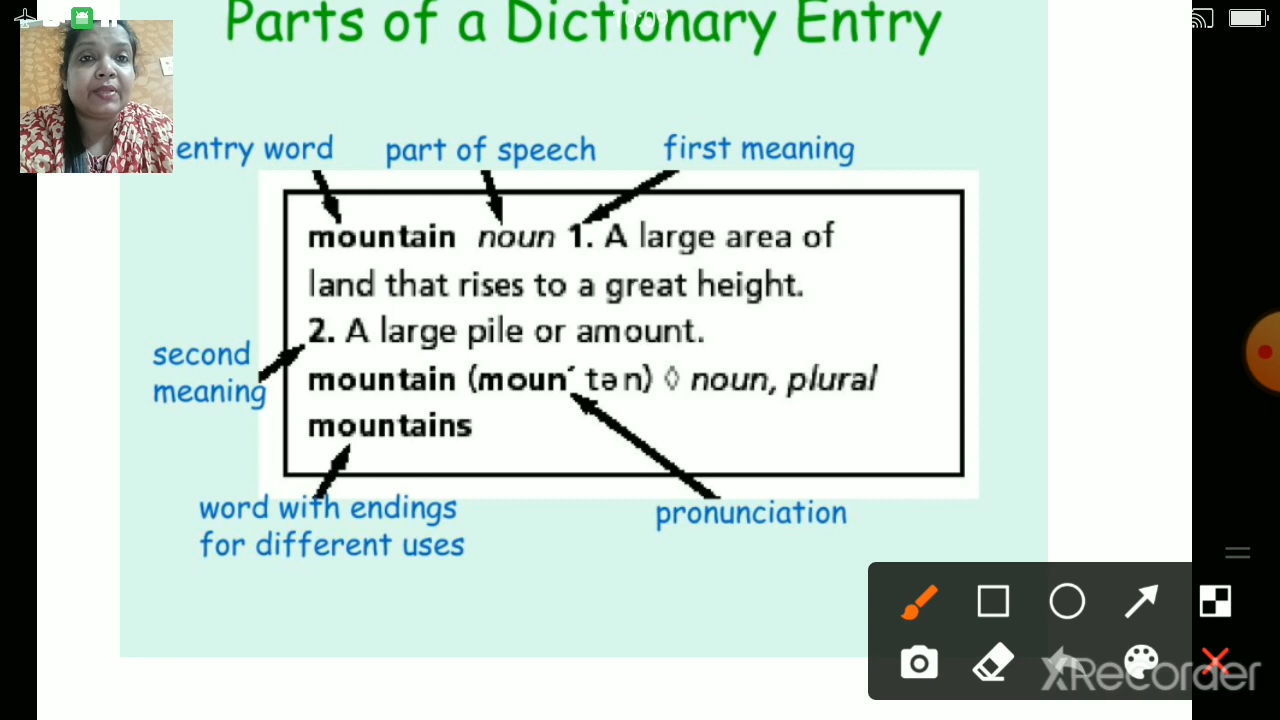 Parts of a Dictionary Entry
entry word part of speech first meaning
mountain noun 1. A large area of
land that rises to a great height.
2. A large pile or amount.
second
meaning
mountain (moun´ tən) ◊ noun, plural
mountains
word with endings
for different uses
pronunciation
XRecorder